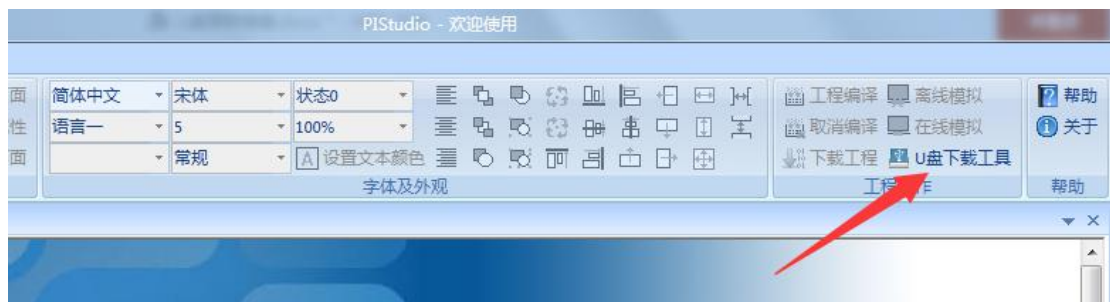 PIStudio - 欢迎使用
面 简体中文 宋体 状态0 工程编译 离线模拟 帮助
性 语言一 5 100% 取消编译 在线模拟 关于
面 常规 A 设置文本颜色 下载工程 U盘下载工具
字体及外观 工程 作 帮助